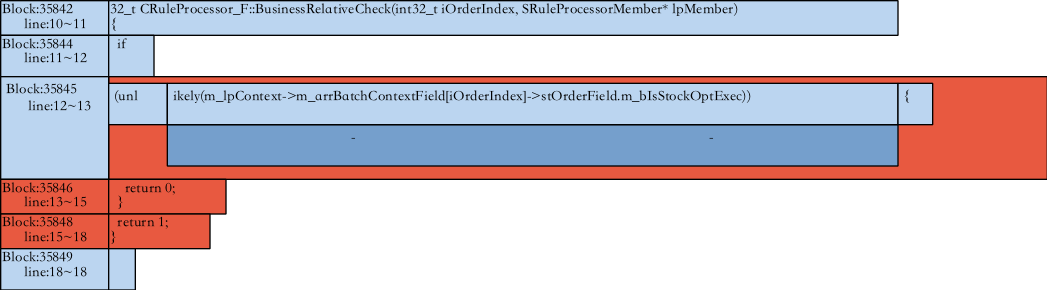 Block:35842 32_t CRuleProcessor_F::BusinessRelativeCheck(int32_t iOrderIndex, SRuleProcessorMember* lpMember)
line:10~11 {
Block:35844 if
line:11~12
Block:35845
line:12~13 (unl ikely(m_lpContext->m_arrBatchContextField[iOrderIndex]->stOrderField.m_bIsStockOptExec)) {
- -
Block:35846 return 0;
line:13~15 }
Block:35848 return 1;
line:15~18 }
Block:35849
line:18~18